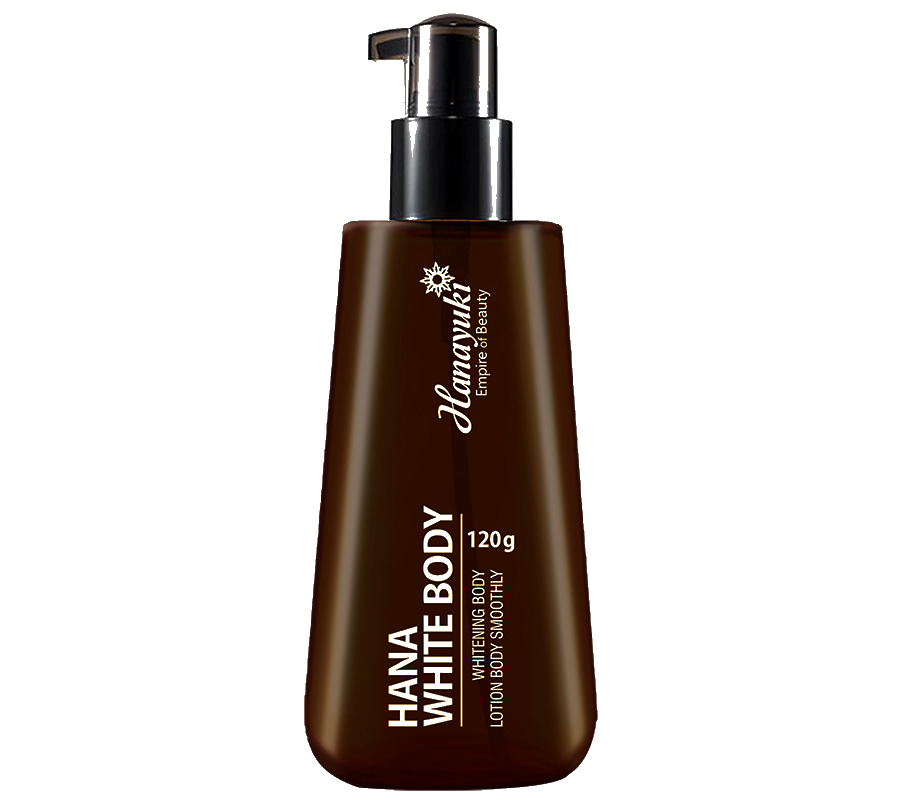 Hanayuki
Empire of Beauty
HANA
WHITE BODY
120g
WHITENING BODY
LOTION BODY SMOOTHLY